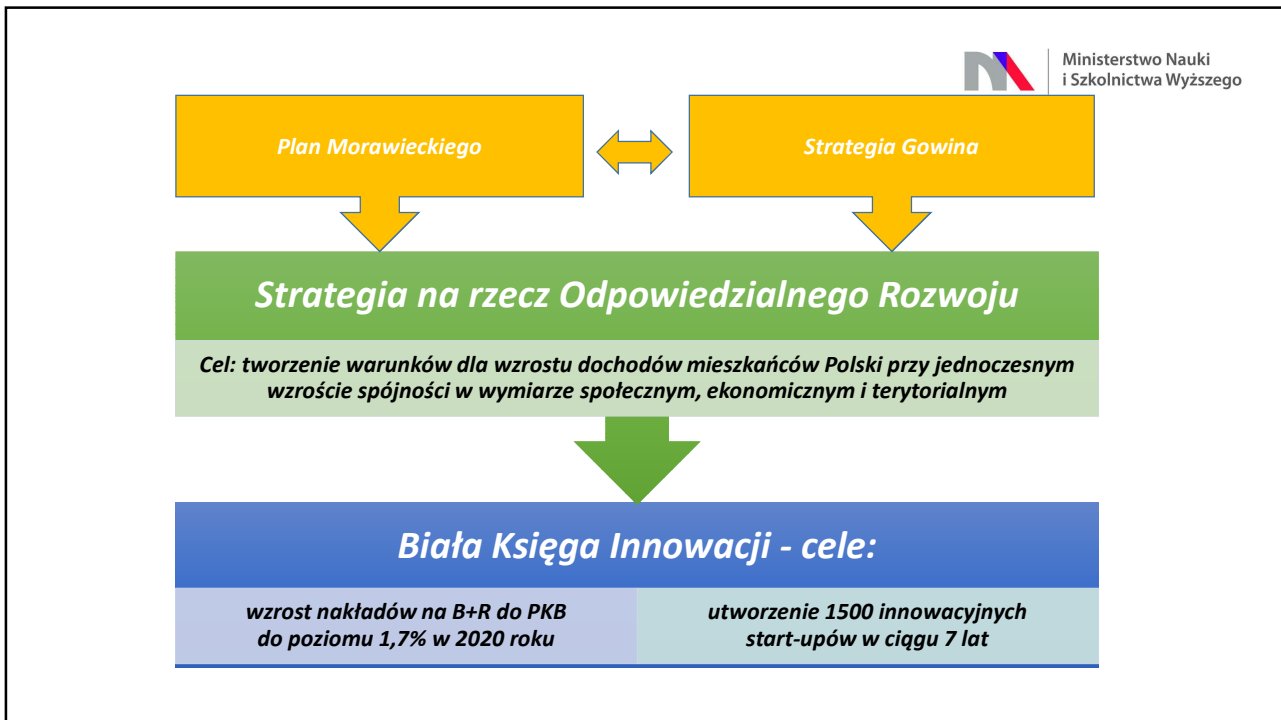 Ministerstwo Nauki
i Szkolnictwa Wyższego
Plan Morawieckiego
Strategia Gowina
Strategia na rzecz Odpowiedzialnego Rozwoju
Cel: tworzenie warunków dla wzrostu dochodów mieszkańców Polski przy jednoczesnym
wzroście spójności w wymiarze społecznym, ekonomicznym i terytorialnym
Biała Księga Innowacji - cele:
wzrost nakładów na B+R do PKB
do poziomu 1,7% w 2020 roku
utworzenie 1500 innowacyjnych
start-upów w ciągu 7 lat